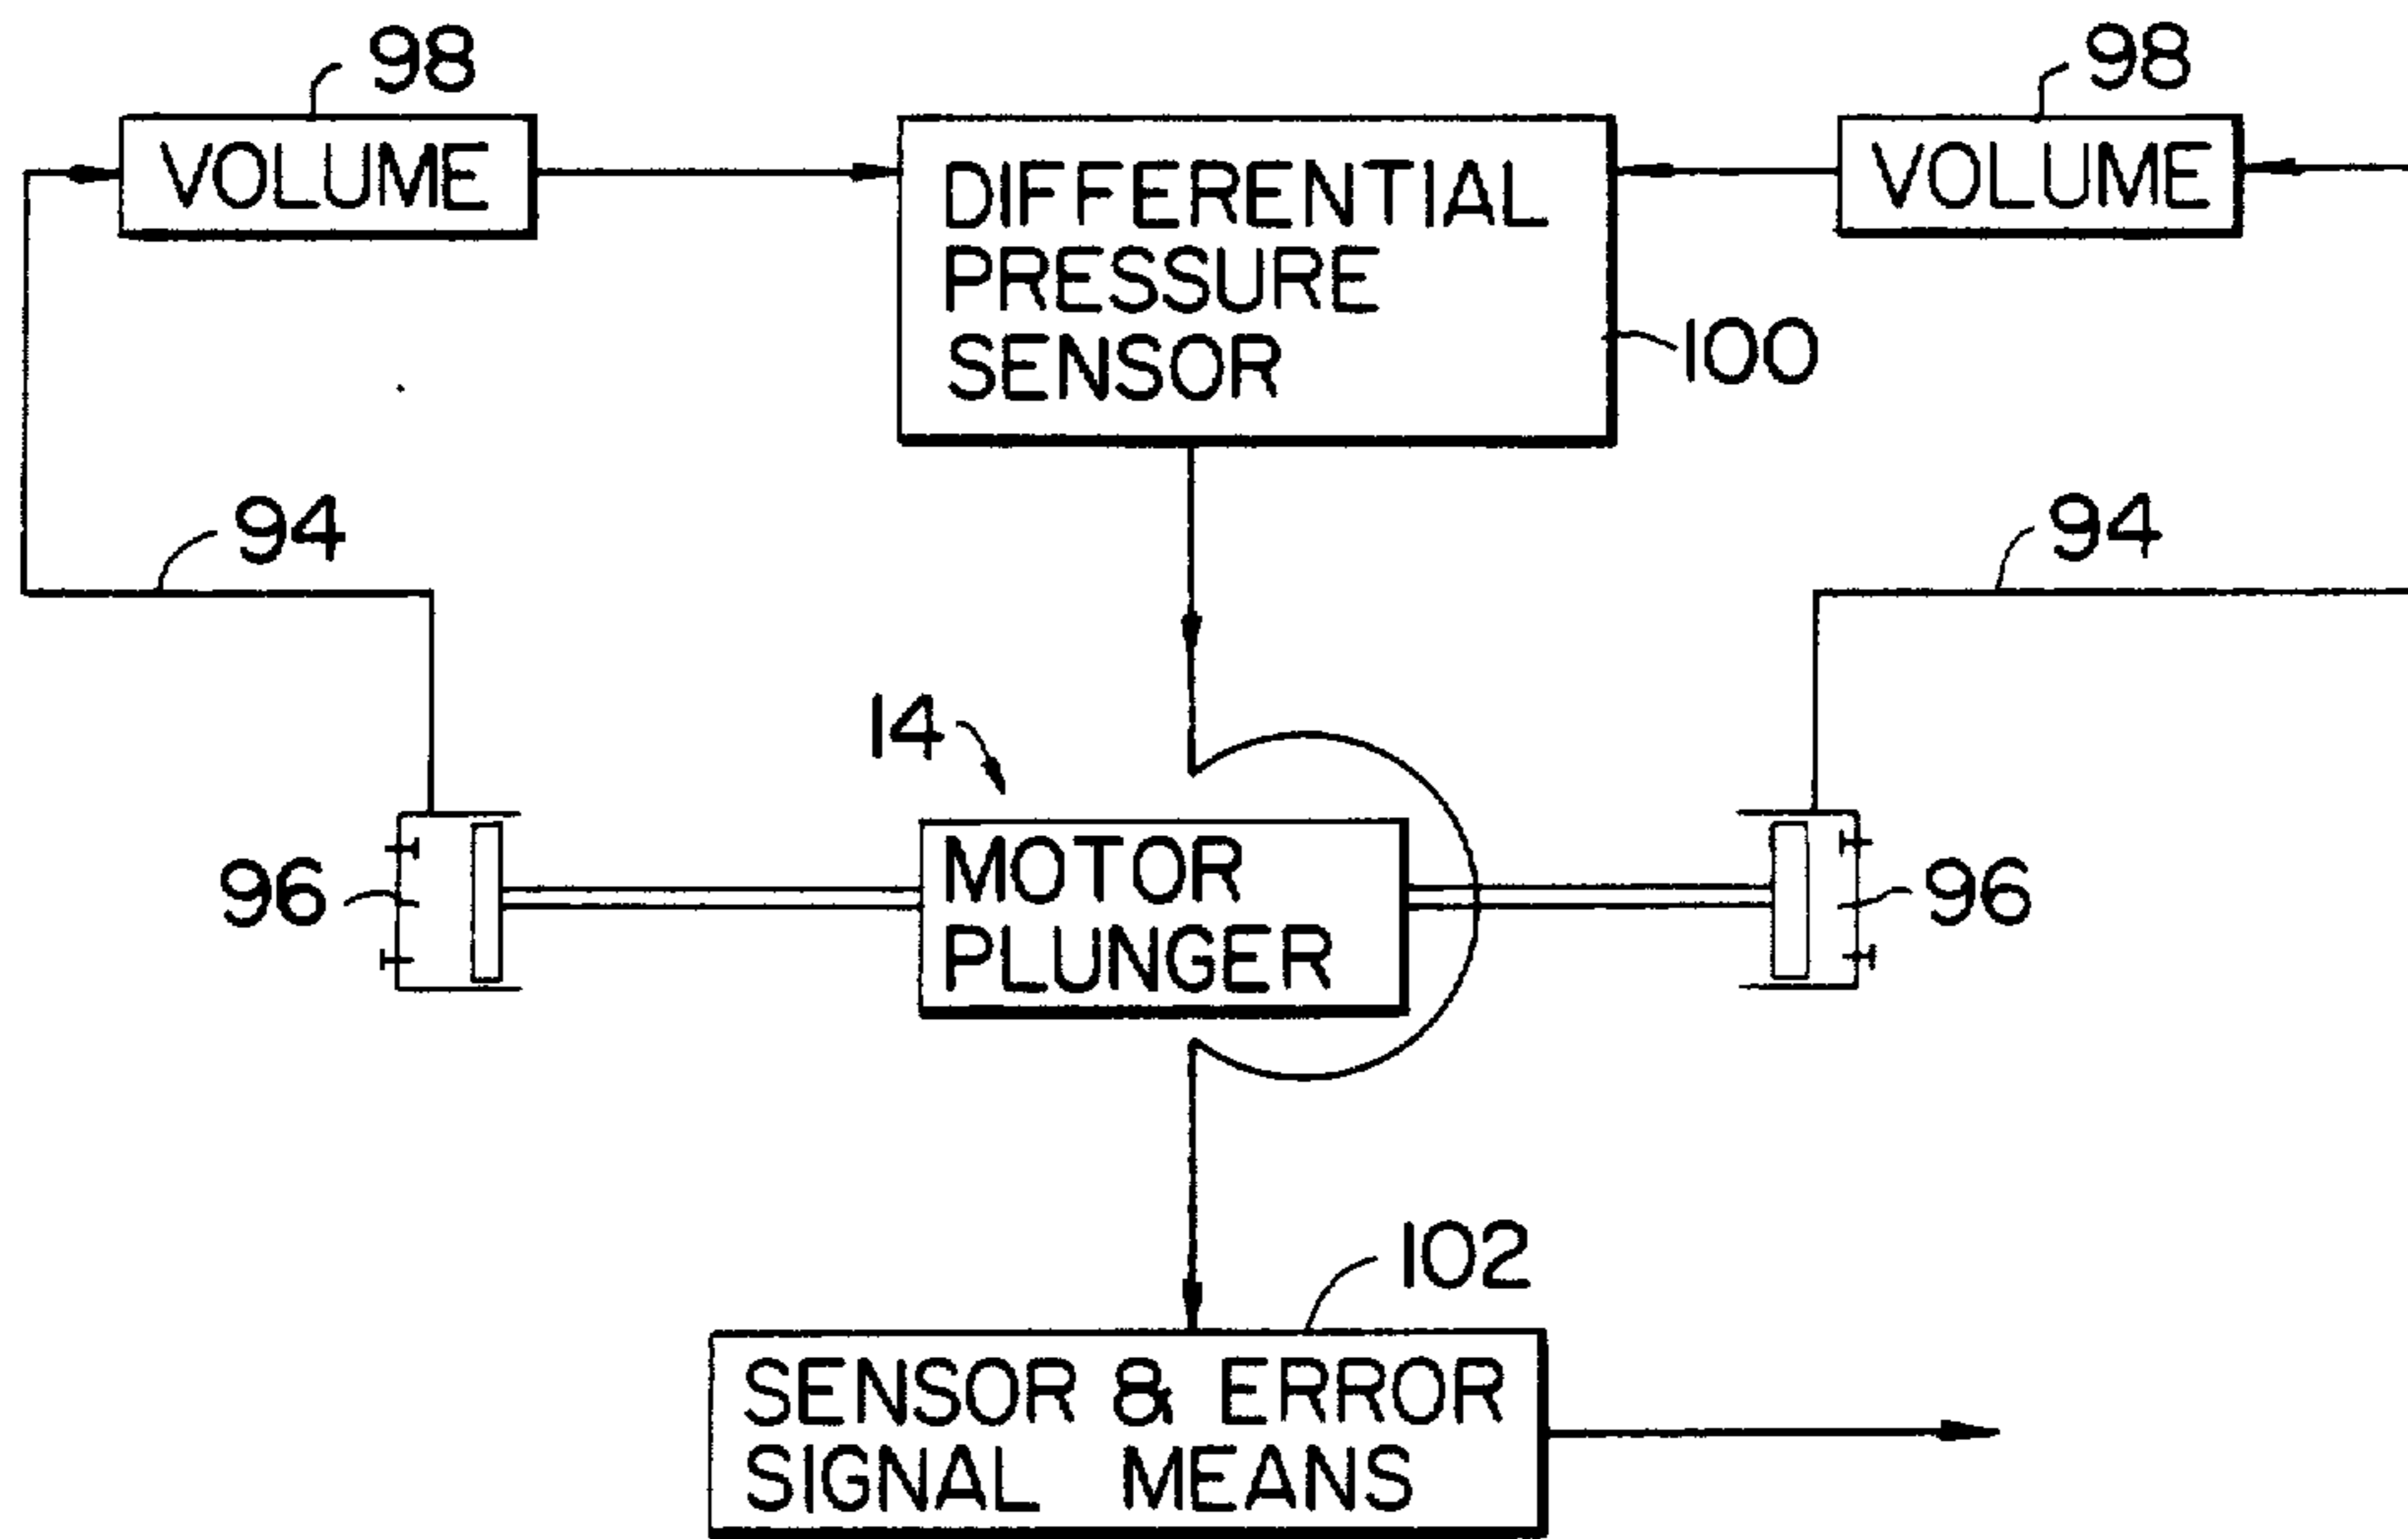 98
98
VOLUME
DIFFERENTIAL
PRESSURE
SENSOR
VOLUME
100
94
94
14
MOTOR
PLUNGER
96
96
102
SENSOR & ERROR
SIGNAL MEANS